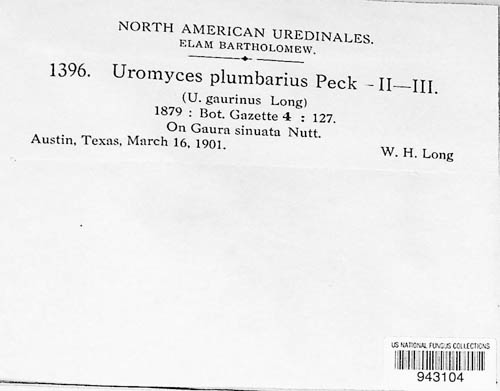 NORTH AMERICAN UREDINALES.
ELAM BARTHOLOMEW.
1396. Uromyces plumbarius Peck - II—III.
(U. gaurinus Long)
1879 : Bot. Gazette 4 : 127.
On Gaura sinuata Nutt.
Austin, Texas, March 16, 1901. W. H. Long
US NATIONAL FUNGUS COLLECTIONS
943104